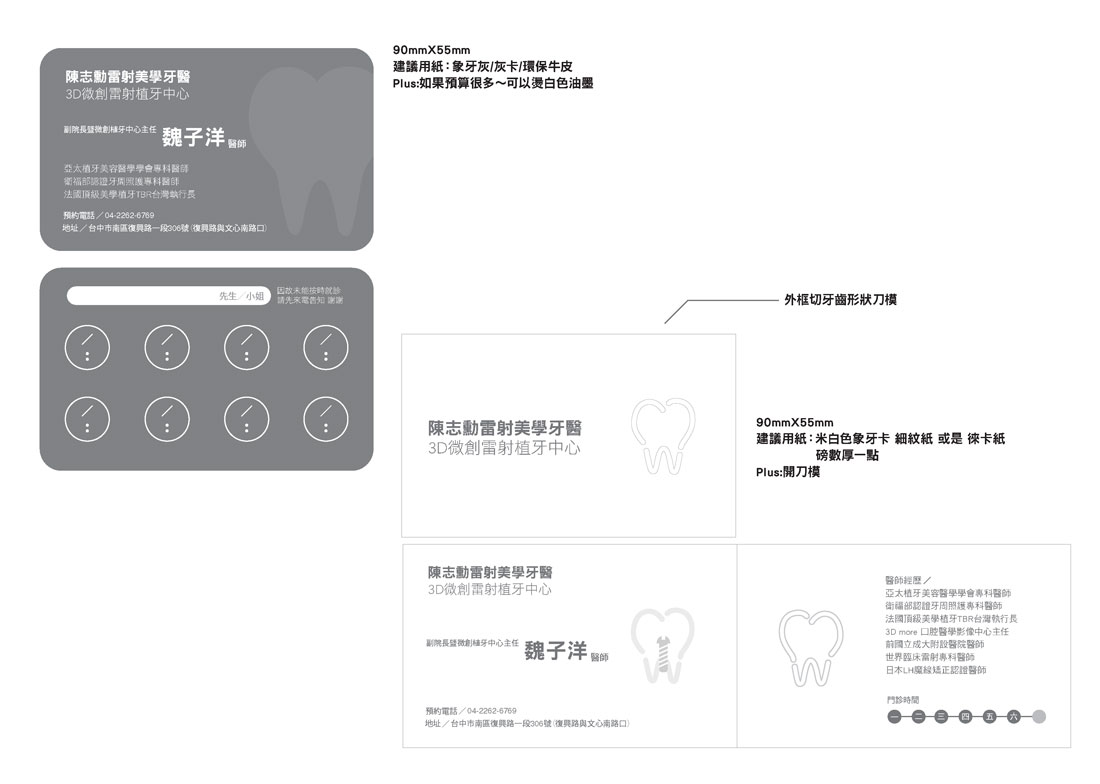 陳志勳雷射美學牙醫
3D微創雷射植牙中心
副院長暨微創植牙中心主任 魏子洋 醫師
亞太植牙美容醫學學會專科醫師
衛福部認證牙周照護專科醫師
法國頂級美學植牙TBR台灣執行長
預約電話／04-2262-6769
地址／台中市南區復興路一段306號(復興路與文心南路口)
90mmX55mm
建議用紙：象牙灰/灰卡/環保牛皮
Plus:如果預算很多～可以燙白色油墨
先生／小姐
因故未能按時就診
請先來電告知 謝謝
／
：
／
：
／
：
／
：
／
：
／
：
／
：
／
：
外框切牙齒形狀刀模
陳志勳雷射美學牙醫
3D微創雷射植牙中心
90mmX55mm
建議用紙：米白色象牙卡 細紋紙 或是 徠卡紙
磅數厚一點
Plus:開刀模
陳志勳雷射美學牙醫
3D微創雷射植牙中心
副院長暨微創植牙中心主任 魏子洋 醫師
預約電話／04-2262-6769
地址／台中市南區復興路一段306號(復興路與文心南路口)
醫師經歷／
亞太植牙美容醫學學會專科醫師
衛福部認證牙周照護專科醫師
法國頂級美學植牙TBR台灣執行長
3D more 口腔醫學影像中心主任
前國立成大附設醫院醫師
世界臨床雷射專科醫師
日本LH魔線矯正認證醫師
門診時間
一 二 三 四 五 六